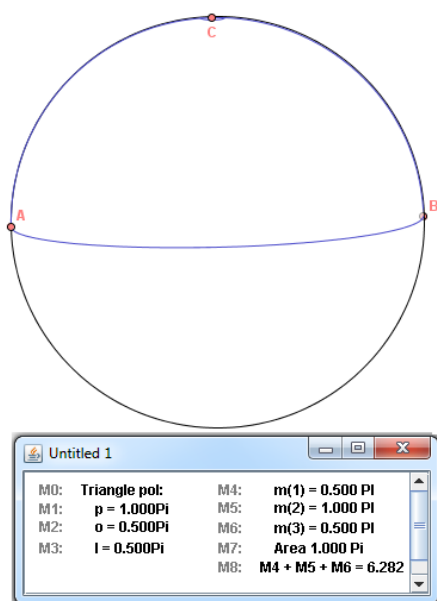 C
A
B
Untitled 1
M0: Triangle pol:
M1: p = 1.000Pi
M2: o = 0.500Pi
M3: l = 0.500Pi
M4: m(1) = 0.500 PI
M5: m(2) = 1.000 PI
M6: m(3) = 0.500 PI
M7: Area 1.000 Pi
M8: M4 + M5 + M6 = 6.282